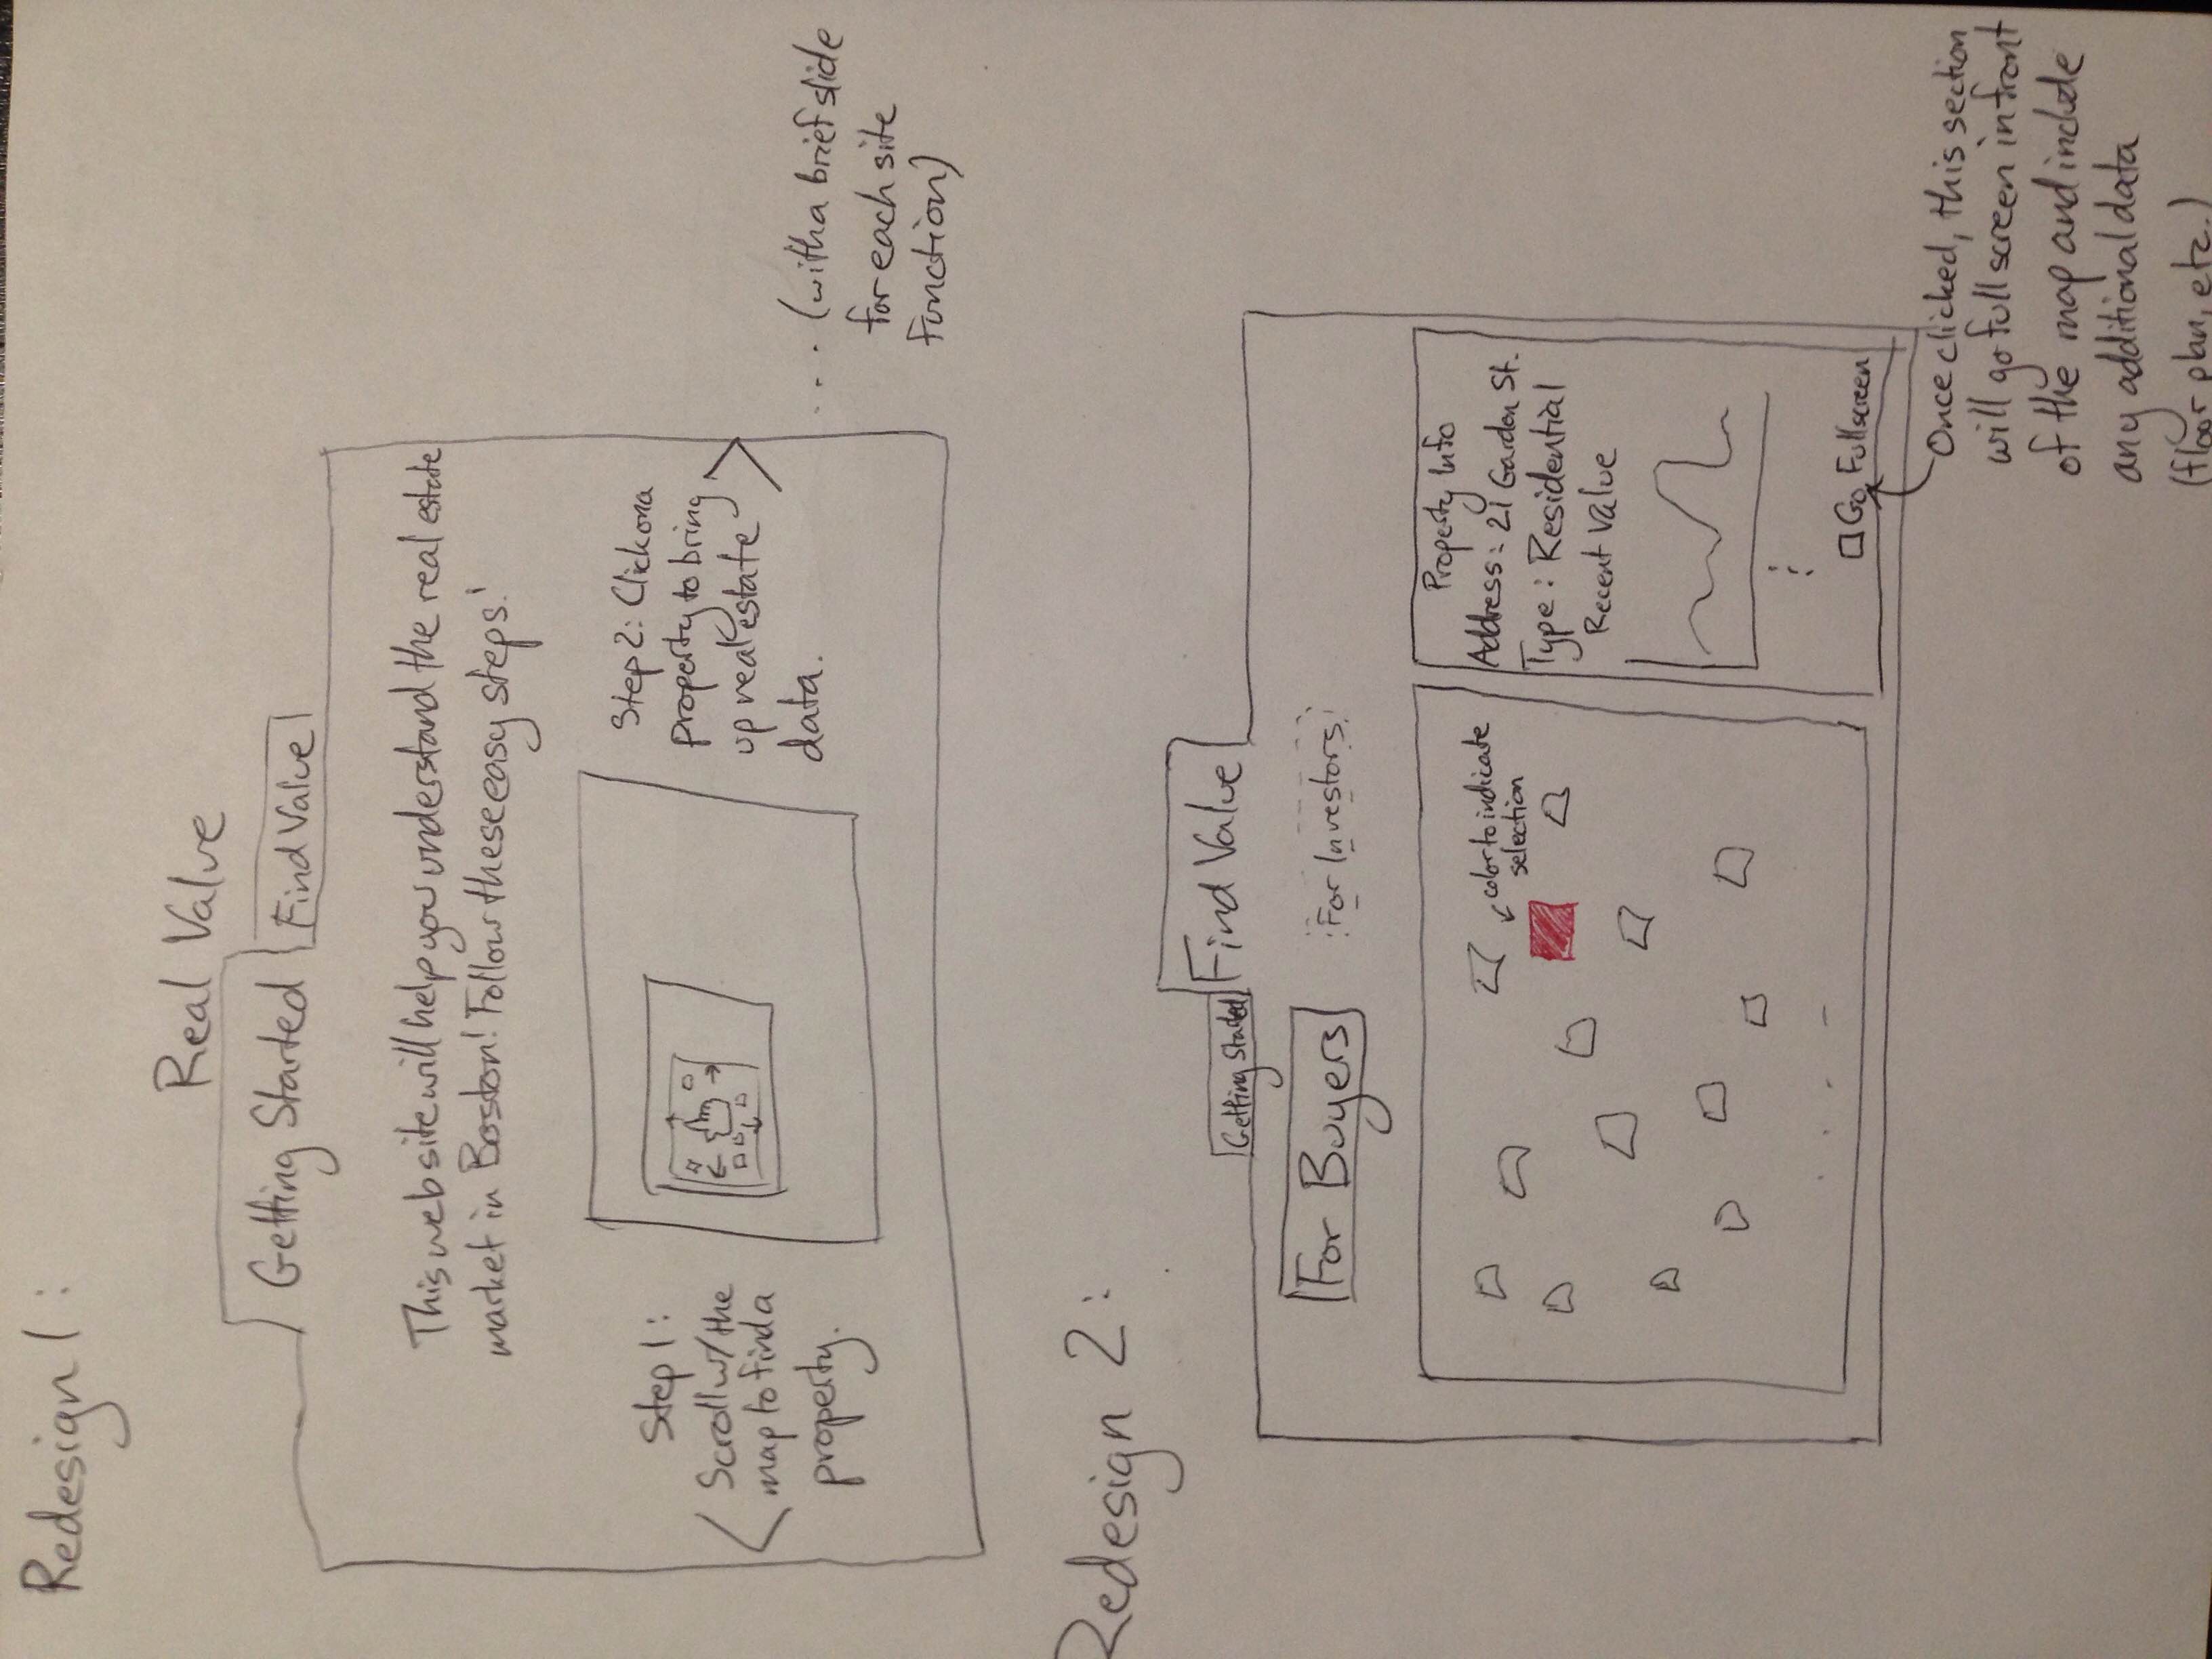 Redesign 1:
Real Value
Getting Started
Find Value
This website will help you understand the real estate
market in Boston! Follow these easy steps!
Step 1:
Scroll w/ the
map to find a
property.
Step 2: Click on a
property to bring
up real estate
data.
... (with a brief slide
for each site
function)
Redesign 2:
Getting Started
Find Value
For Buyers
For Investors
color to indicate
selection
Property Info
Address: 21 Garden St.
Type: Residential
Recent Value
Go Fullscreen
Once clicked, this section
will go full screen in front
of the map and include
any additional data
(floor plan, etc.)